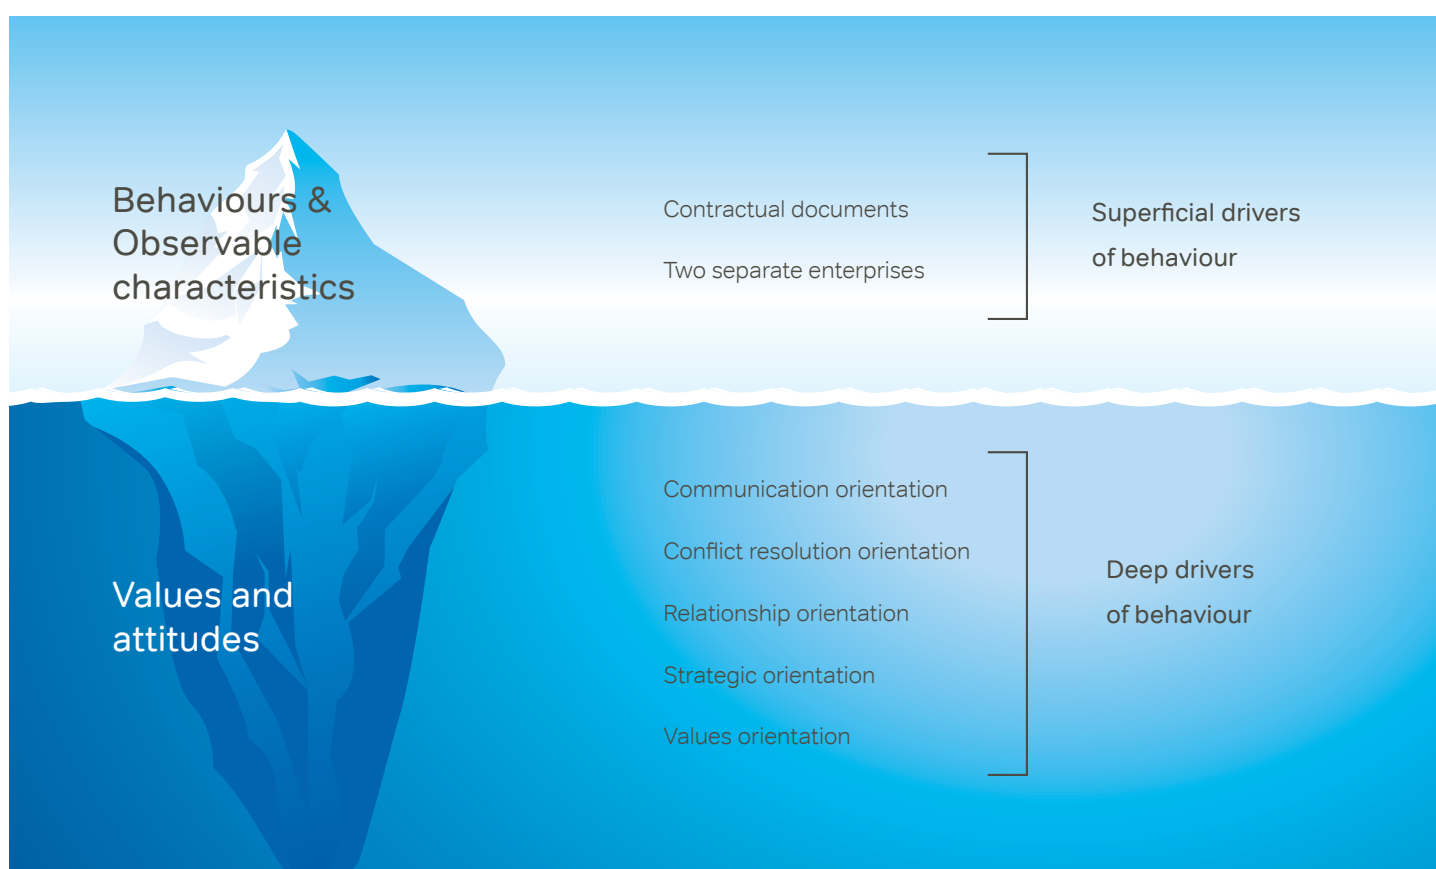 Behaviours &
Observable
characteristics
Contractual documents
Two separate enterprises
Superficial drivers
of behaviour
Values and
attitudes
Communication orientation
Conflict resolution orientation
Relationship orientation
Strategic orientation
Values orientation
Deep drivers
of behaviour